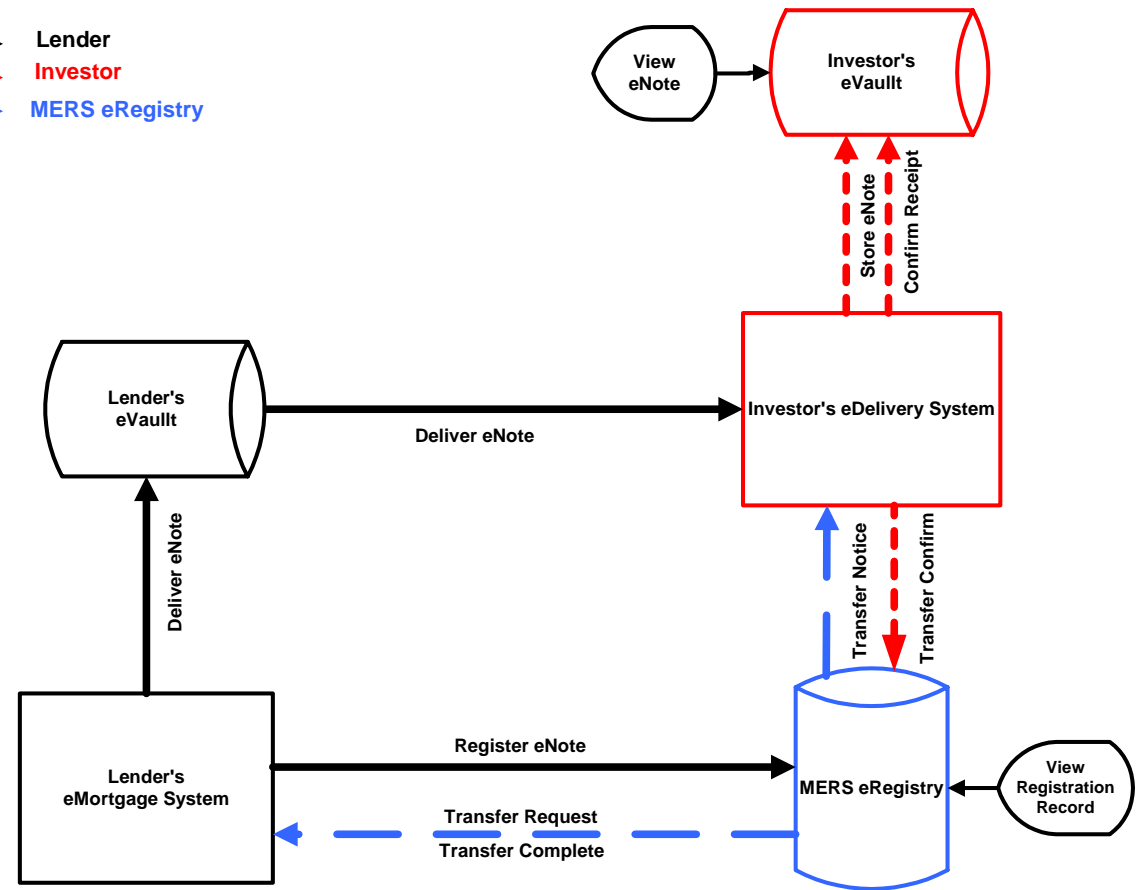 Lender
Investor
MERS eRegistry
View
eNote
Investor's
eVaullt
Store eNote
Confirm Receipt
Lender's
eVaullt
Deliver eNote
Investor's eDelivery System
Deliver eNote
Transfer Notice
Transfer Confirm
Lender's
eMortgage System
Register eNote
Transfer Request
Transfer Complete
MERS eRegistry
View
Registration
Record